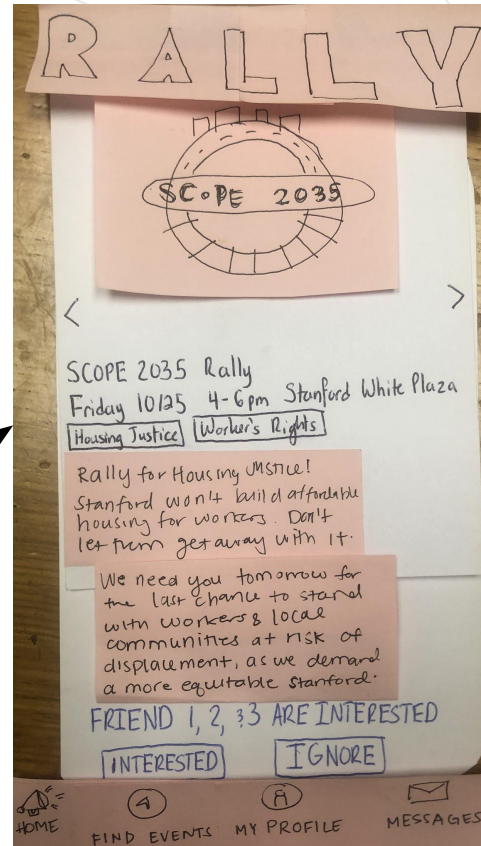 RALLY
SCOPE 2035
< >
SCOPE 2035 Rally
Friday 10/25 4-6pm Stanford White Plaza
Housing Justice Worker's Rights
Rally for Housing Justice!
Stanford won't build affordable
housing for workers. Don't
let them get away with it.
We need you tomorrow for
the last chance to stand
with workers & local
communities at risk of
displacement, as we demand
a more equitable Stanford.
FRIEND 1, 2, & 3 ARE INTERESTED
INTERESTED IGNORE
HOME FIND EVENTS MY PROFILE MESSAGES